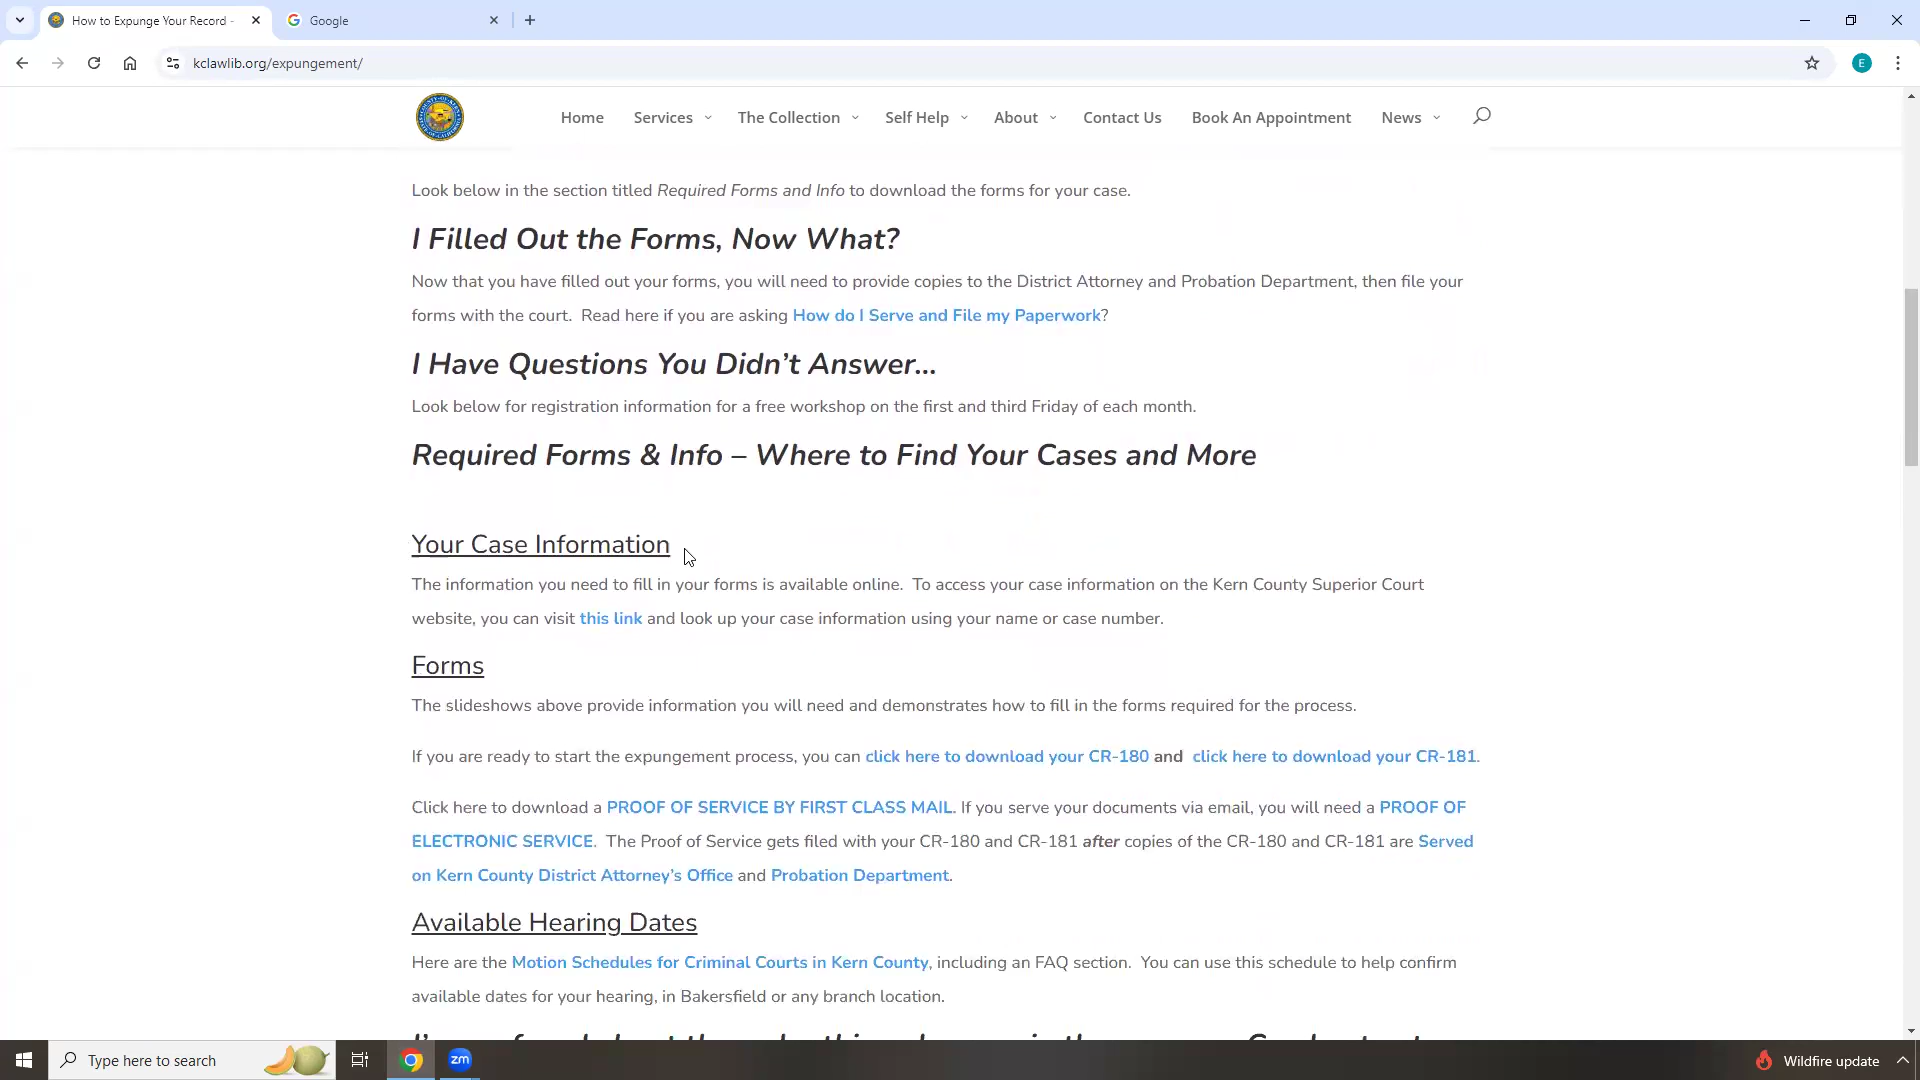 How to Expunge Your Record -
Google
kclawlib.org/expungement/
E
Home Services The Collection Self Help About Contact Us Book An Appointment News
Look below in the section titled Required Forms and Info to download the forms for your case.
I Filled Out the Forms, Now What?
Now that you have filled out your forms, you will need to provide copies to the District Attorney and Probation Department, then file your
forms with the court. Read here if you are asking How do I Serve and File my Paperwork?
I Have Questions You Didn't Answer…
Look below for registration information for a free workshop on the first and third Friday of each month.
Required Forms & Info – Where to Find Your Cases and More
Your Case Information
The information you need to fill in your forms is available online. To access your case information on the Kern County Superior Court
website, you can visit this link and look up your case information using your name or case number.
Forms
The slideshows above provide information you will need and demonstrates how to fill in the forms required for the process.
If you are ready to start the expungement process, you can click here to download your CR-180 and click here to download your CR-181.
Click here to download a PROOF OF SERVICE BY FIRST CLASS MAIL. If you serve your documents via email, you will need a PROOF OF
ELECTRONIC SERVICE. The Proof of Service gets filed with your CR-180 and CR-181 after copies of the CR-180 and CR-181 are Served
on Kern County District Attorney's Office and Probation Department.
Available Hearing Dates
Here are the Motion Schedules for Criminal Courts in Kern County, including an FAQ section. You can use this schedule to help confirm
available dates for your hearing, in Bakersfield or any branch location.
Type here to search
zm
Wildfire update